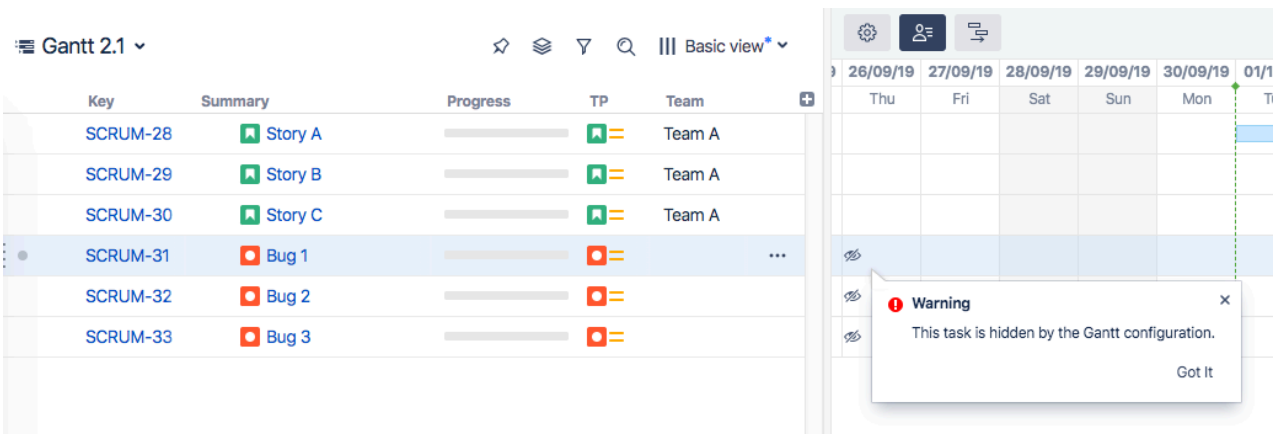 Gantt 2.1
Basic view*
26/09/19 27/09/19 28/09/19 29/09/19 30/09/19 01/1
Key Summary Progress TP Team
Thu Fri Sat Sun Mon
SCRUM-28 Story A Team A
SCRUM-29 Story B Team A
SCRUM-30 Story C Team A
SCRUM-31 Bug 1 •••
SCRUM-32 Bug 2
SCRUM-33 Bug 3
Warning
This task is hidden by the Gantt configuration.
Got It